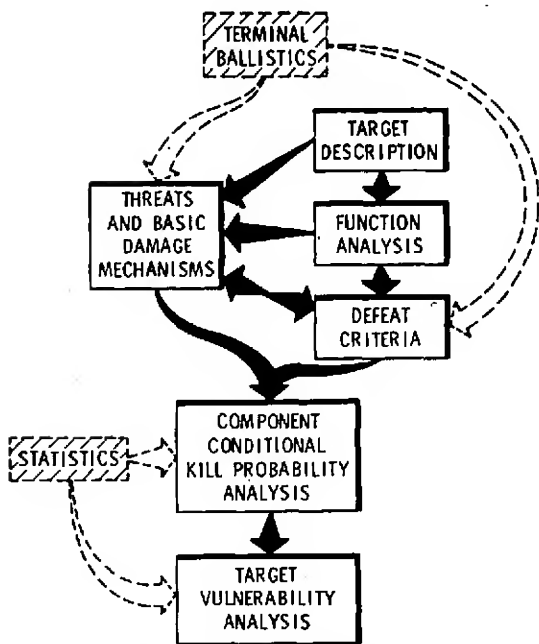 TERMINAL
BALLISTICS
TARGET
DESCRIPTION
THREATS
AND BASIC
DAMAGE
MECHANISMS
FUNCTION
ANALYSIS
DEFEAT
CRITERIA
COMPONENT
CONDITIONAL
KILL PROBABILITY
ANALYSIS
STATISTICS
TARGET
VULNERABILITY
ANALYSIS